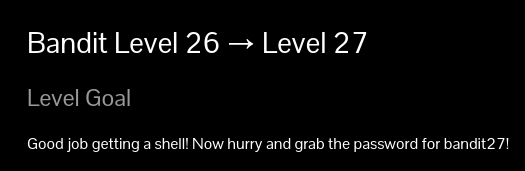 Bandit Level 26 → Level 27
Level Goal
Good job getting a shell! Now hurry and grab the password for bandit27!